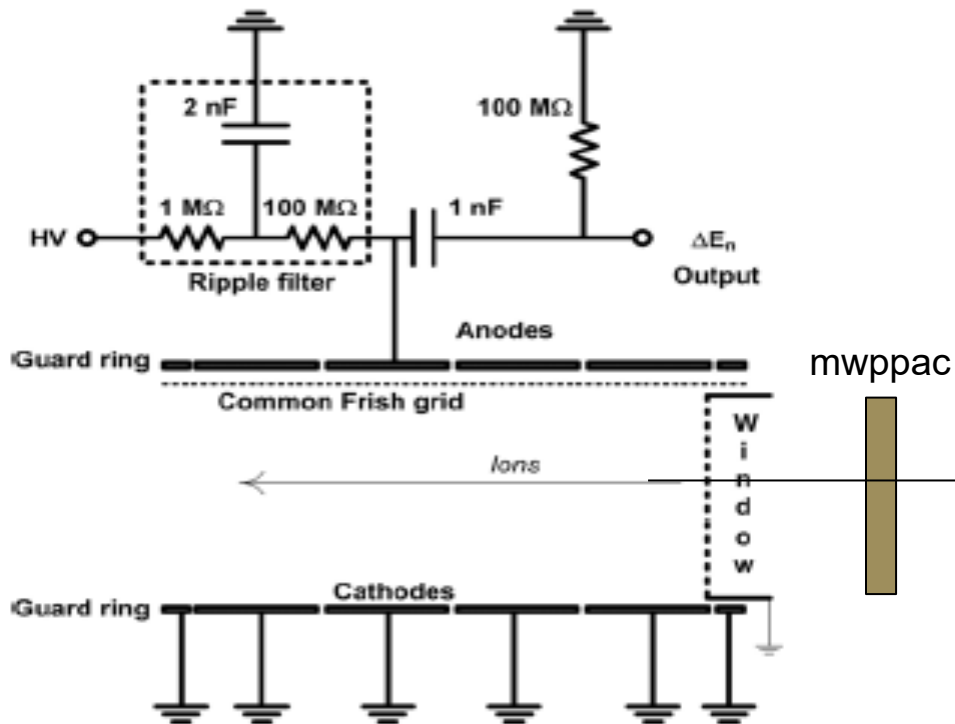 2 nF
100 MΩ
1 MΩ
100 MΩ
1 nF
HV
ΔEn
Output
Ripple filter
Anodes
Guard ring
mwppac
Common Frish grid
Window
Ions
Cathodes
Guard ring